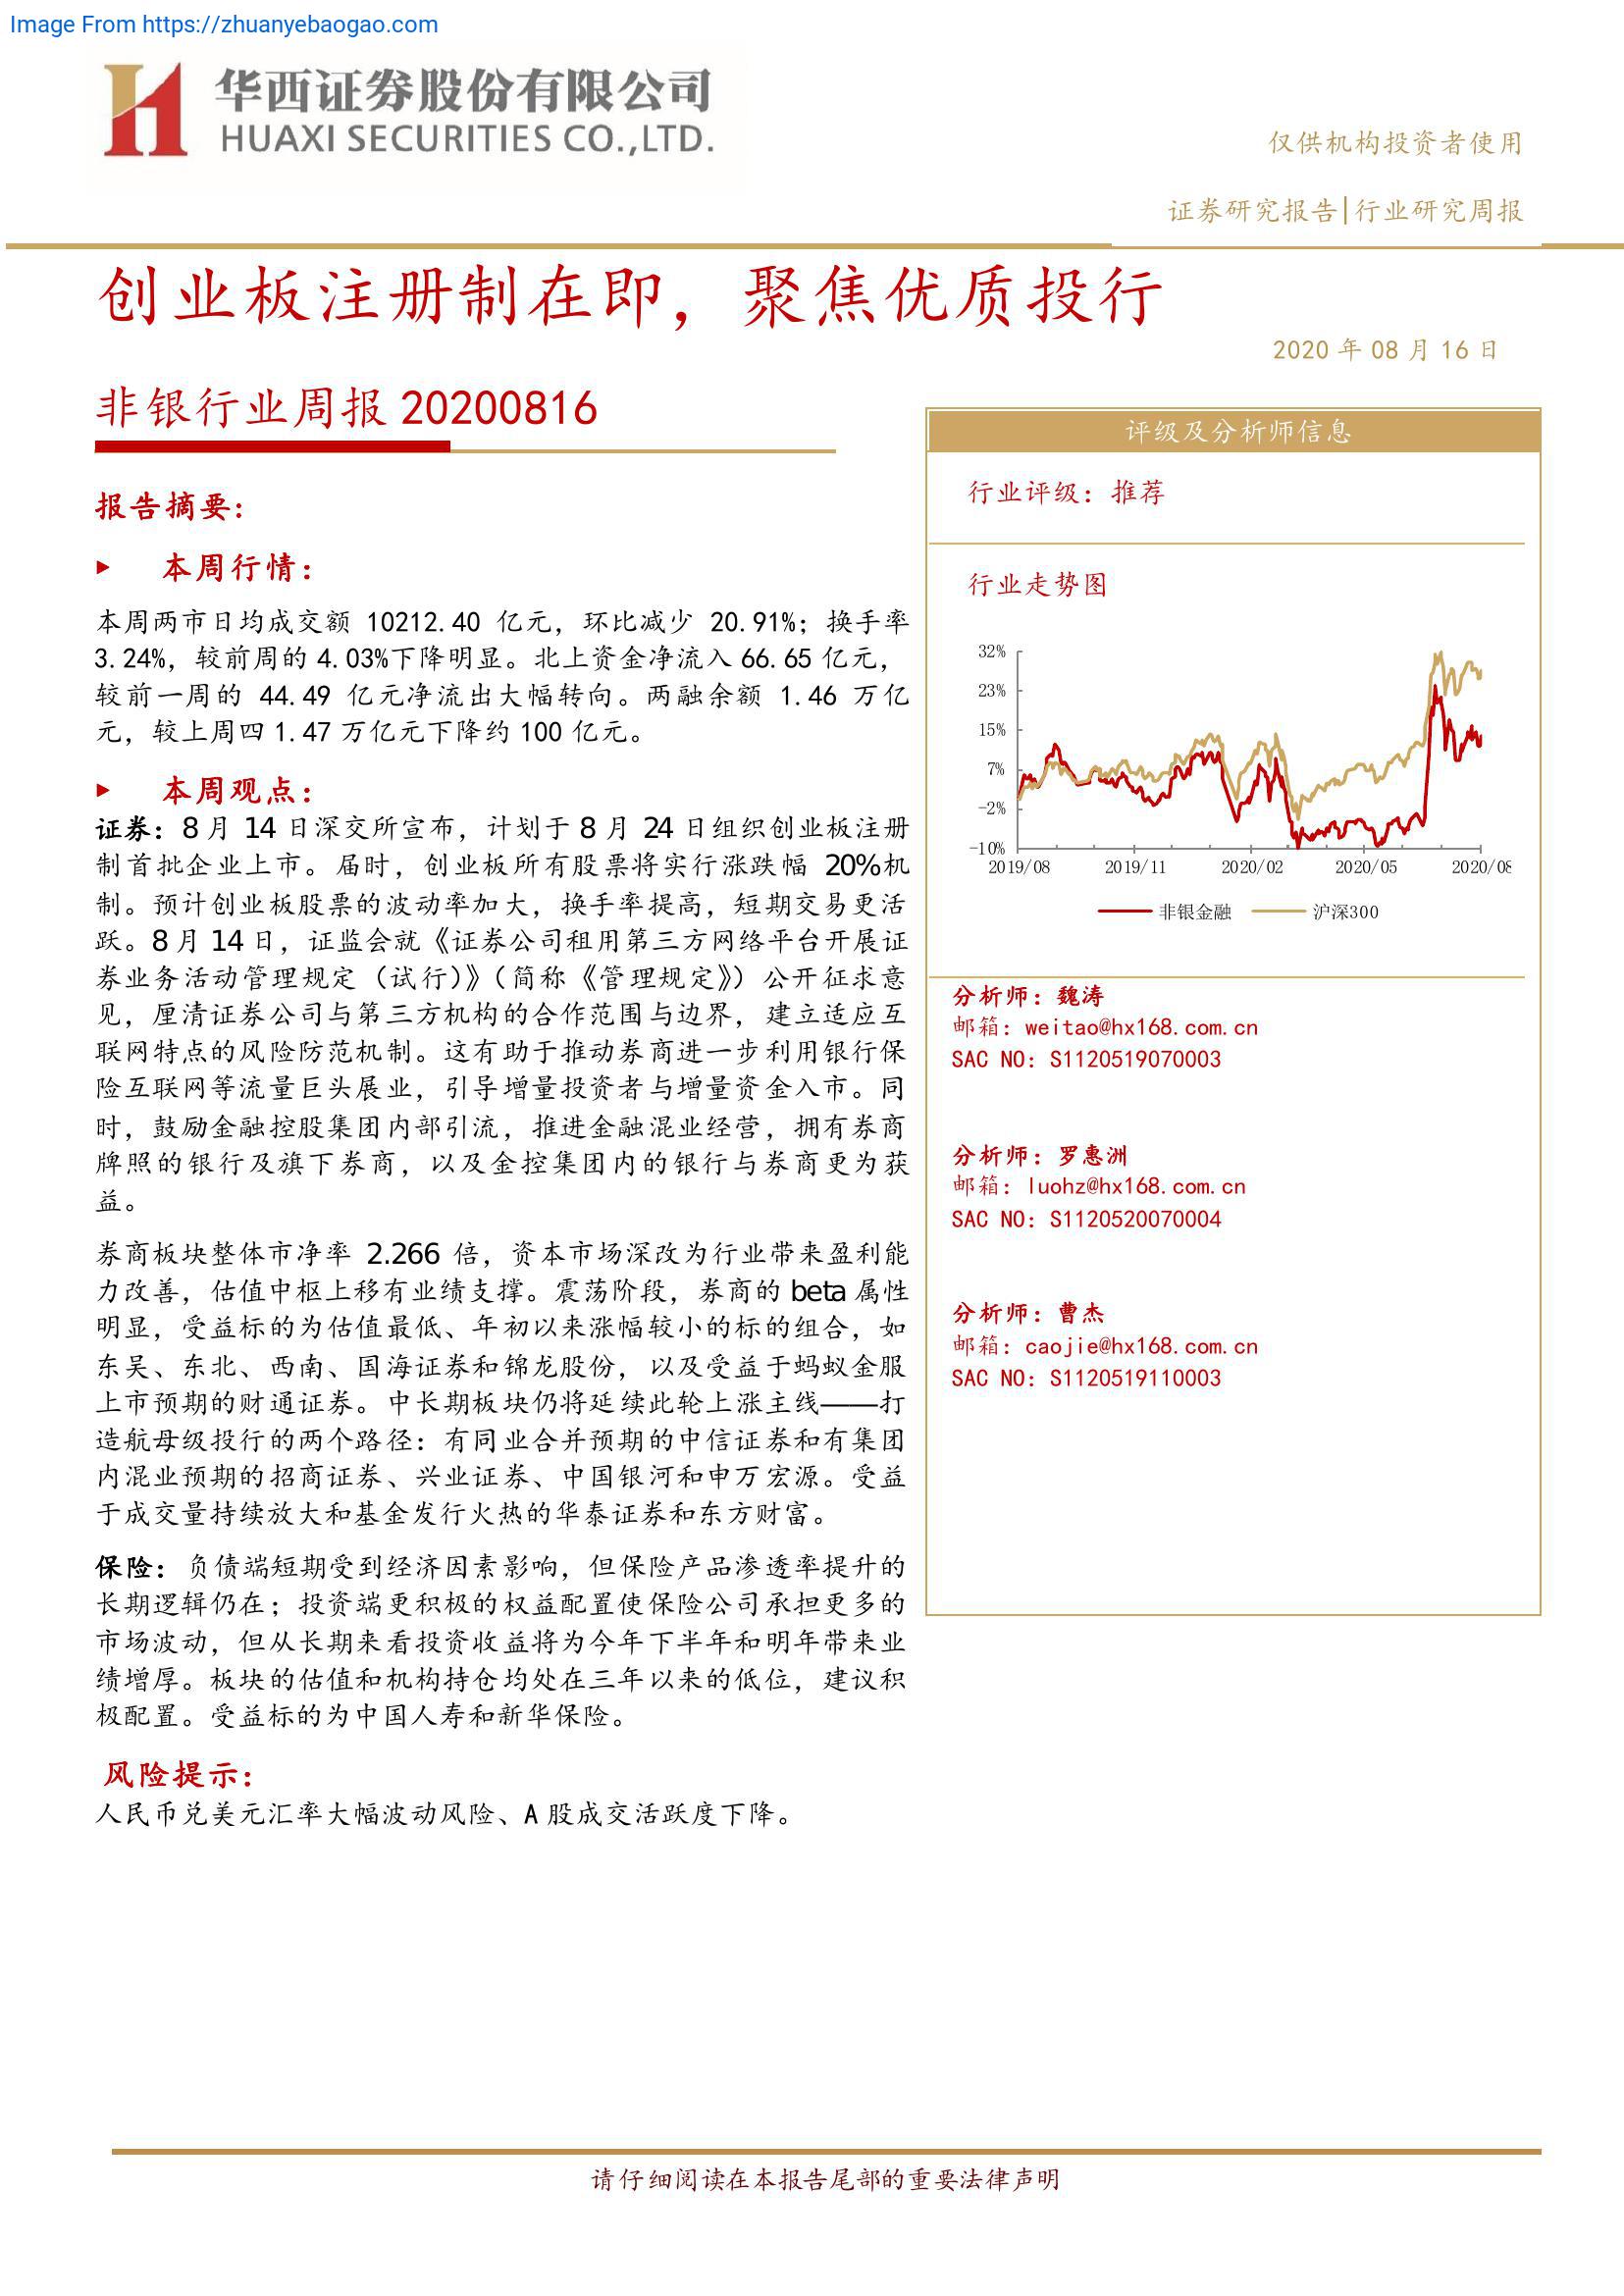 Image From https://zhuanyebaogao.com
华西证券股份有限公司
HUAXI SECURITIES CO.,LTD.
仅供机构投资者使用
证券研究报告|行业研究周报
创业板注册制在即，聚焦优质投行
2020 年 08 月 16 日
非银行业周报 20200816
报告摘要：
本周行情：
本周两市日均成交额 10212.40 亿元，环比减少 20.91%；换手率
3.24%，较前周的 4.03%下降明显。北上资金净流入 66.65 亿元，
较前一周的 44.49 亿元净流出大幅转向。两融余额 1.46 万亿
元，较上周四 1.47 万亿元下降约 100 亿元。
本周观点：
证券：8 月 14 日深交所宣布，计划于 8 月 24 日组织创业板注册
制首批企业上市。届时，创业板所有股票将实行涨跌幅 20%机
制。预计创业板股票的波动率加大，换手率提高，短期交易更活
跃。8 月 14 日，证监会就《证券公司租用第三方网络平台开展证
券业务活动管理规定（试行）》（简称《管理规定》）公开征求意
见，厘清证券公司与第三方机构的合作范围与边界，建立适应互
联网特点的风险防范机制。这有助于推动券商进一步利用银行保
险互联网等流量巨头展业，引导增量投资者与增量资金入市。同
时，鼓励金融控股集团内部引流，推进金融混业经营，拥有券商
牌照的银行及旗下券商，以及金控集团内的银行与券商更为获
益。
券商板块整体市净率 2.266 倍，资本市场深改为行业带来盈利能
力改善，估值中枢上移有业绩支撑。震荡阶段，券商的 beta 属性
明显，受益标的为估值最低、年初以来涨幅较小的标的组合，如
东吴、东北、西南、国海证券和锦龙股份，以及受益于蚂蚁金服
上市预期的财通证券。中长期板块仍将延续此轮上涨主线——打
造航母级投行的两个路径：有同业合并预期的中信证券和有集团
内混业预期的招商证券、兴业证券、中国银河和申万宏源。受益
于成交量持续放大和基金发行火热的华泰证券和东方财富。
保险：负债端短期受到经济因素影响，但保险产品渗透率提升的
长期逻辑仍在；投资端更积极的权益配置使保险公司承担更多的
市场波动，但从长期来看投资收益将为今年下半年和明年带来业
绩增厚。板块的估值和机构持仓均处在三年以来的低位，建议积
极配置。受益标的为中国人寿和新华保险。
风险提示：
人民币兑美元汇率大幅波动风险、A 股成交活跃度下降。
评级及分析师信息
行业评级：推荐
行业走势图
32%
23%
15%
7%
-2%
-10%
2019/08 2019/11 2020/02 2020/05 2020/08
非银金融 沪深300
分析师：魏涛
邮箱：weitao@hx168.com.cn
SAC NO：S1120519070003
分析师：罗惠洲
邮箱：luohz@hx168.com.cn
SAC NO：S1120520070004
分析师：曹杰
邮箱：caojie@hx168.com.cn
SAC NO：S1120519110003
请仔细阅读在本报告尾部的重要法律声明